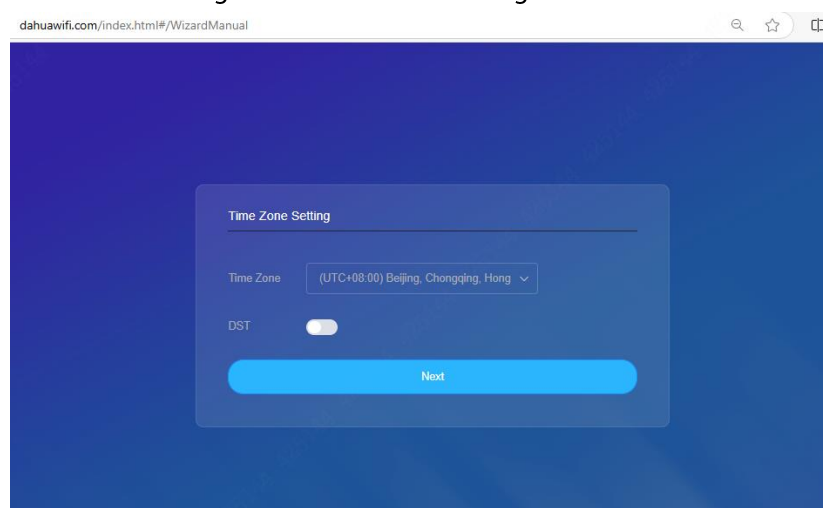 dahuawifi.com/index.html#/WizardManual
Time Zone Setting
Time Zone (UTC+08:00) Beijing, Chongqing, Hong
DST
Next